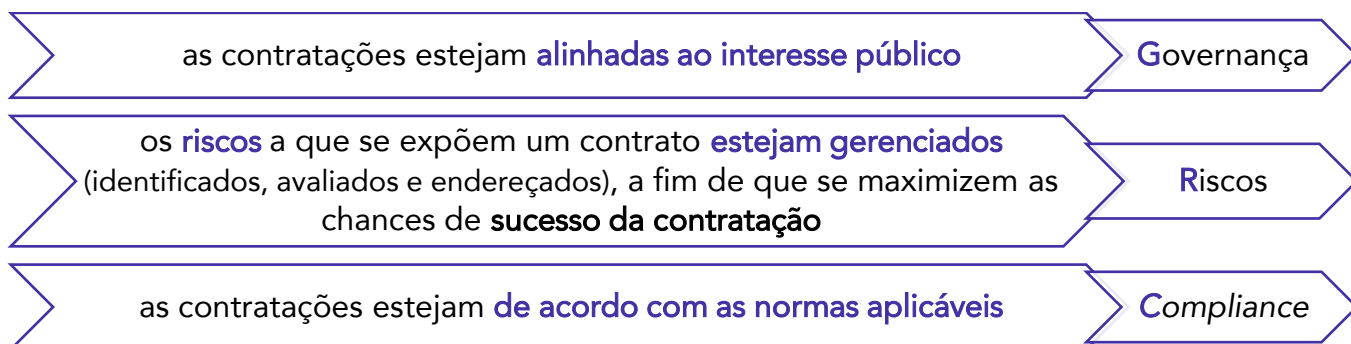 as contratações estejam alinhadas ao interesse público
Governança
os riscos a que se expõem um contrato estejam gerenciados
(identificados, avaliados e endereçados), a fim de que se maximizem as
chances de sucesso da contratação
Riscos
as contratações estejam de acordo com as normas aplicáveis
Compliance